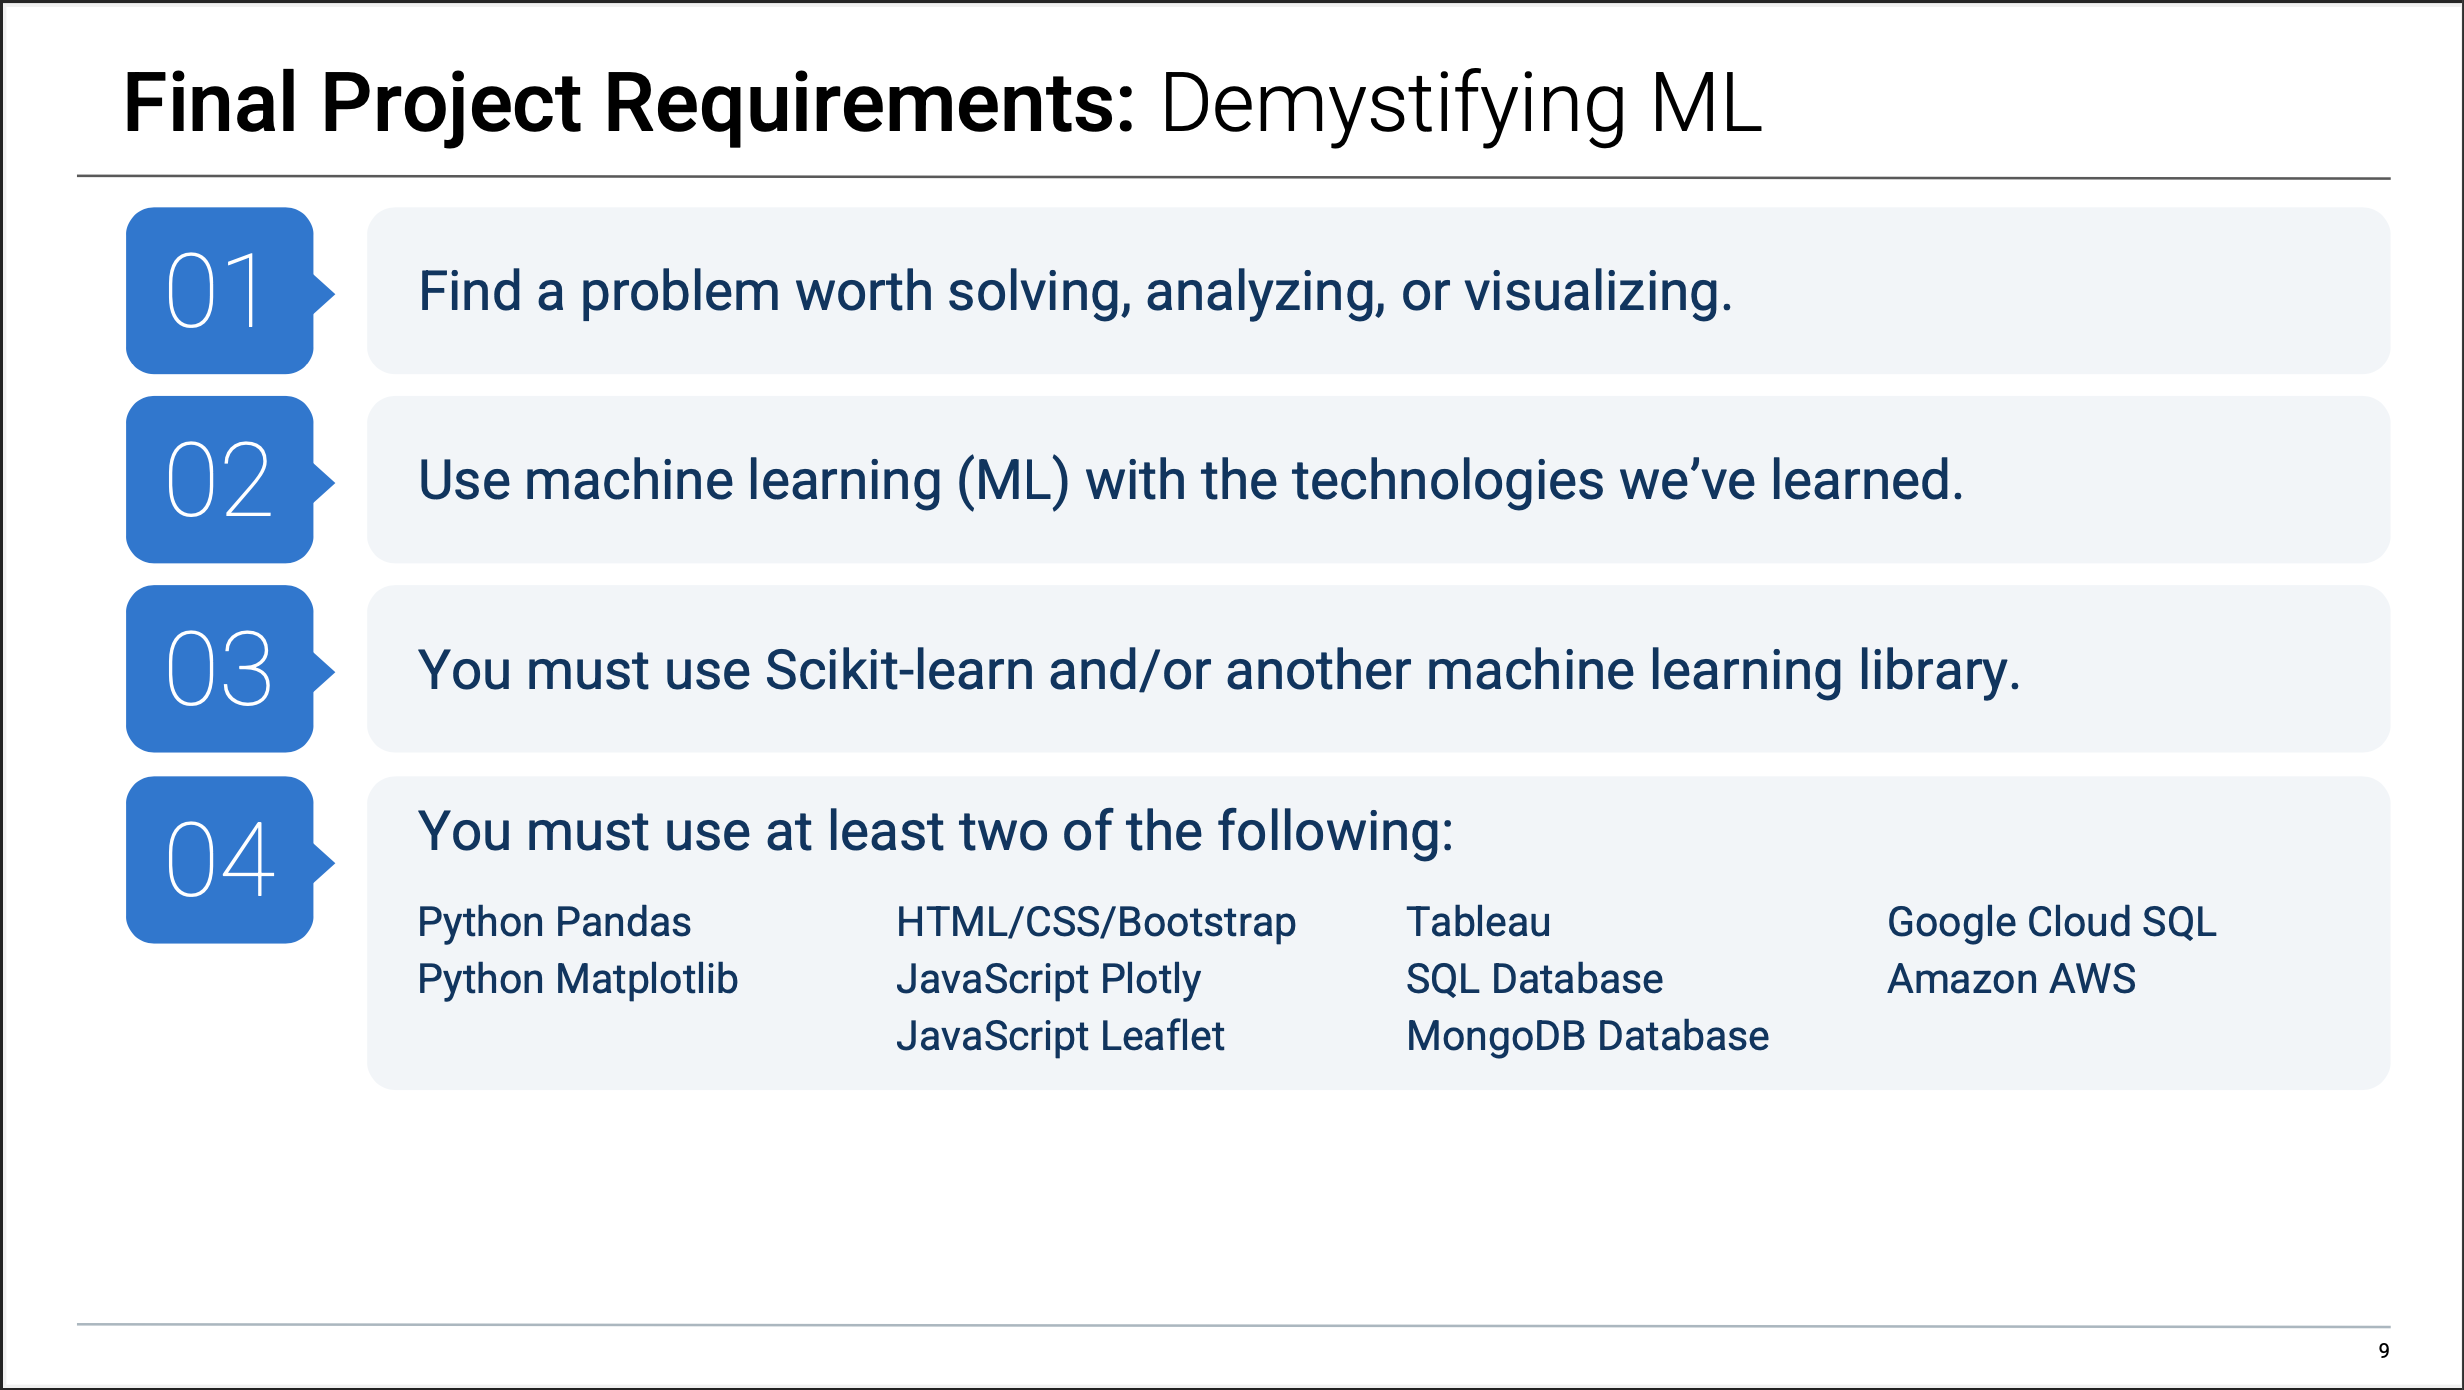 Final Project Requirements: Demystifying ML
01
Find a problem worth solving, analyzing, or visualizing.
02
Use machine learning (ML) with the technologies we’ve learned.
03
You must use Scikit-learn and/or another machine learning library.
04
You must use at least two of the following:
Python Pandas
Python Matplotlib
HTML/CSS/Bootstrap
JavaScript Plotly
JavaScript Leaflet
Tableau
SQL Database
MongoDB Database
Google Cloud SQL
Amazon AWS
9